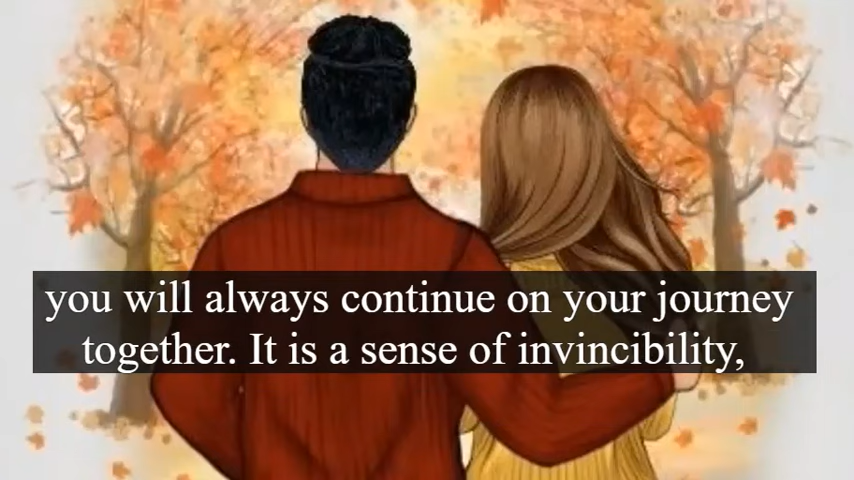 you will always continue on your journey
together. It is a sense of invincibility,